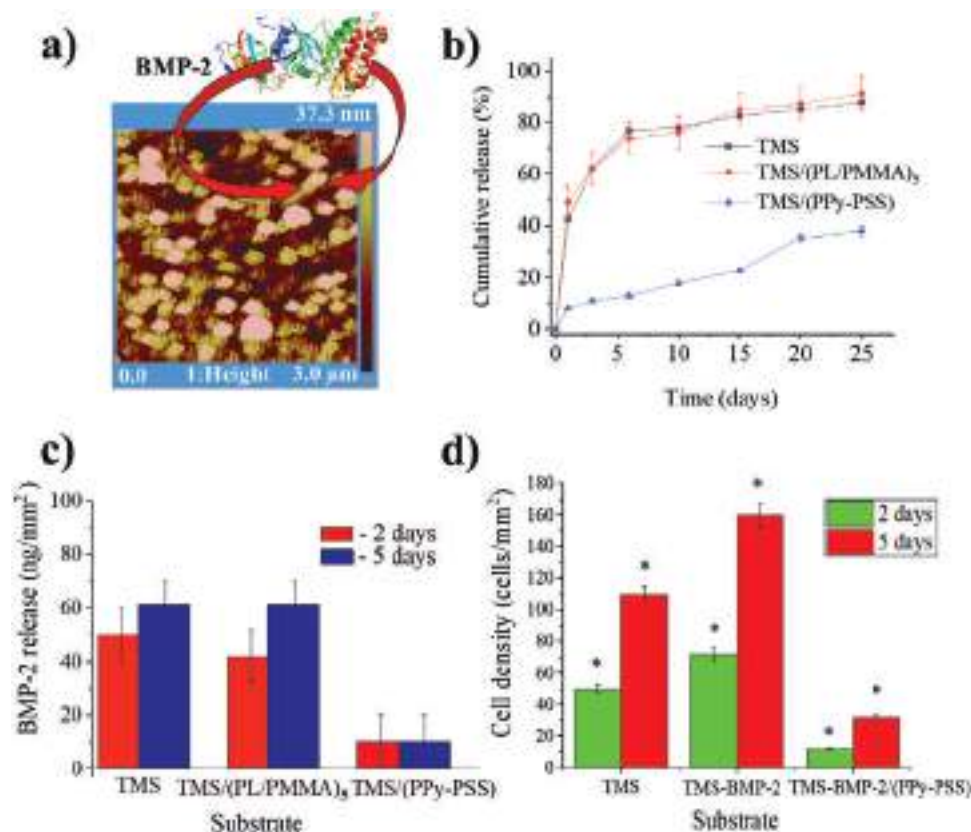 a)
BMP-2
37.3 nm
0.0 1:Height 3.0 μm
b)
Cumulative release (%)
100
80
60
40
20
0
TMS
TMS/(PL/PMMA)₅
TMS/(PPy-PSS)
0 1 5 10 15 20 25
Time (days)
c)
BMP-2 release (ng/mm²)
100
80
60
40
20
0
- 2 days
- 5 days
TMS TMS/(PL/PMMA)₅ TMS/(PPy-PSS)
Substrate
d)
Cell density (cells/mm²)
180
160
140
120
100
80
60
40
20
0
2 days
5 days
* * * * * *
TMS TMS-BMP-2 TMS-BMP-2/(PPy-PSS)
Substrate